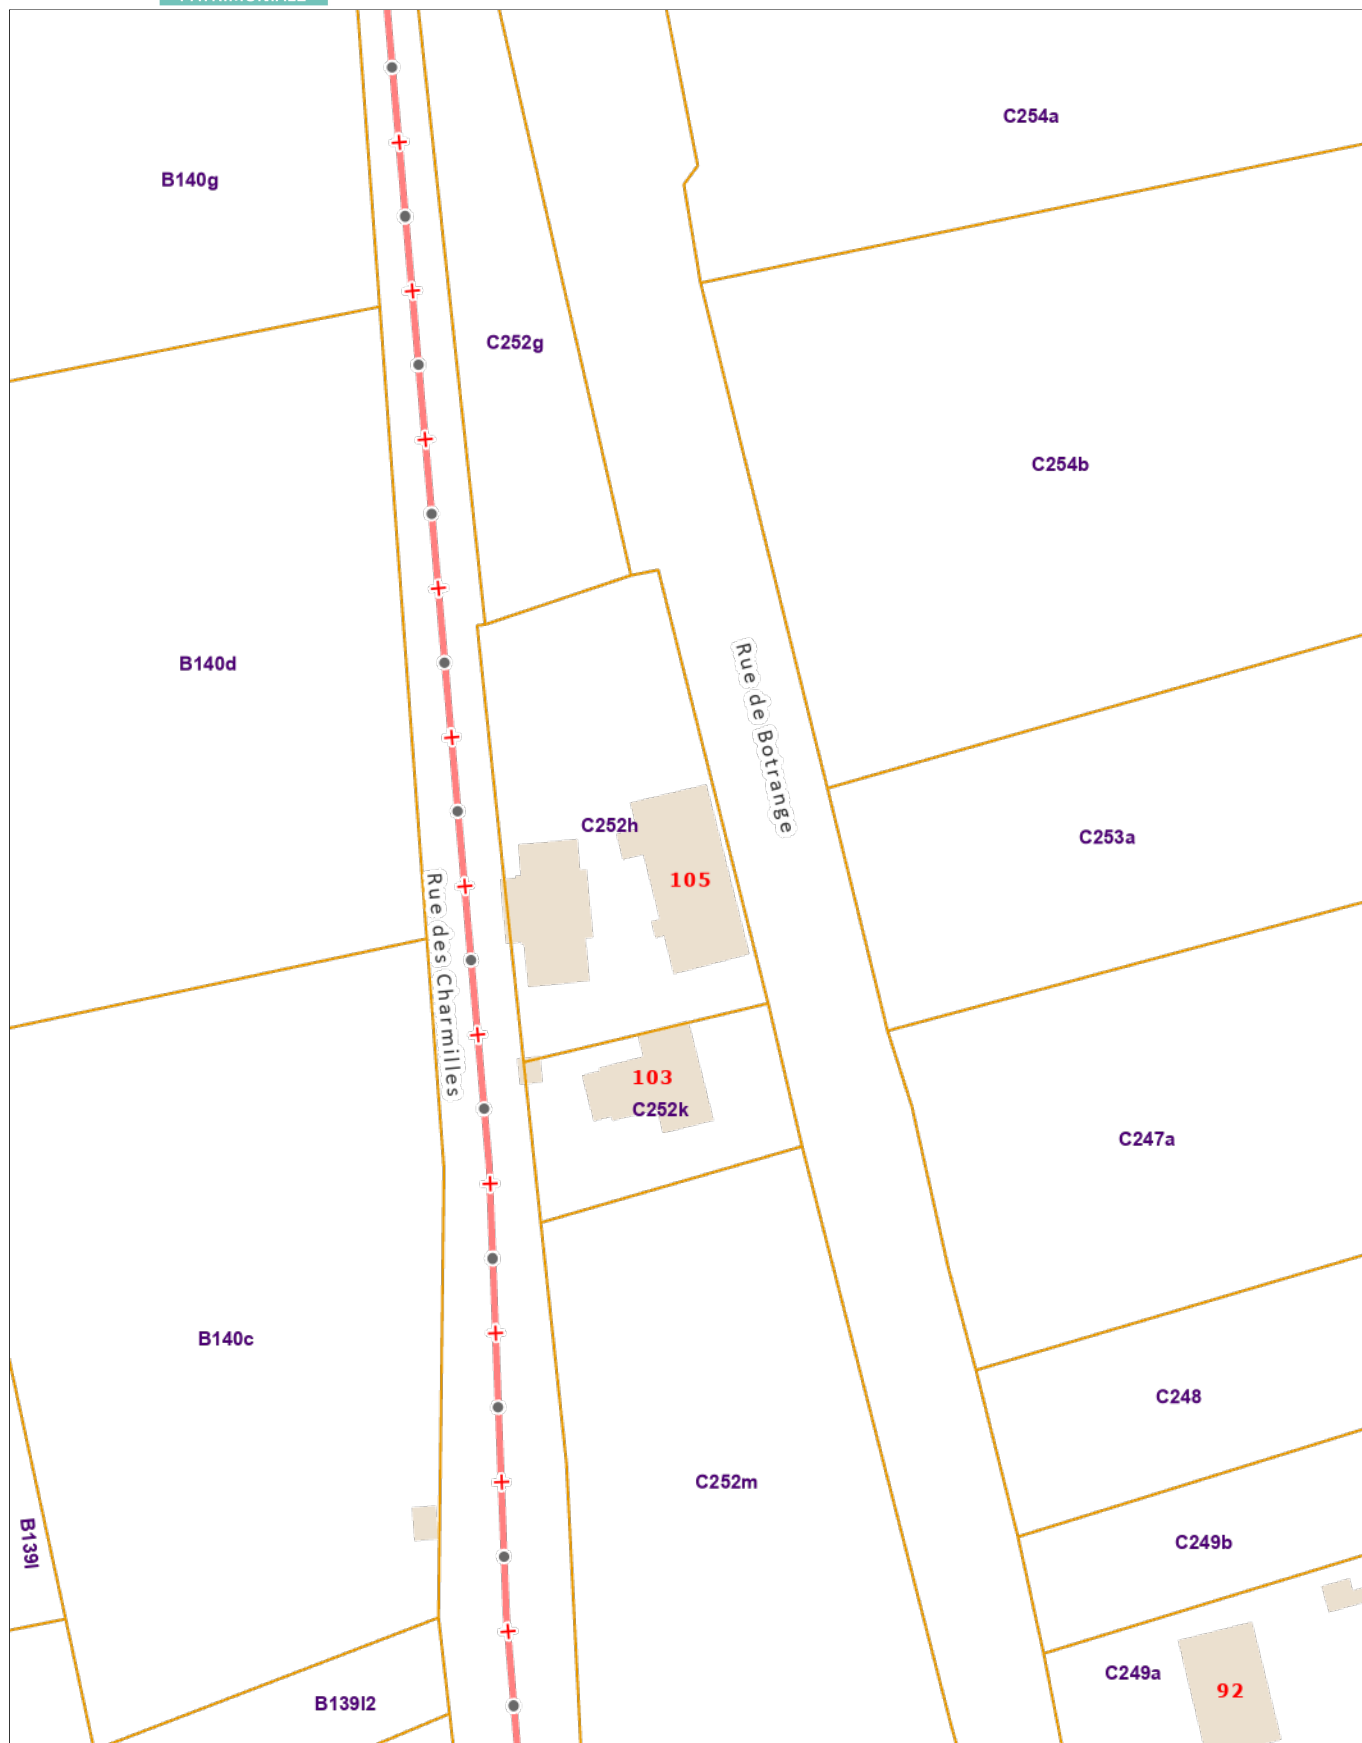 C254a
B140g
C252g
C254b
B140d
Rue de Botrange
C252h
C253a
105
Rue des Charmilles
103
C252k
C247a
B140c
C248
C252m
B139l
C249b
C249a
92
B139l2